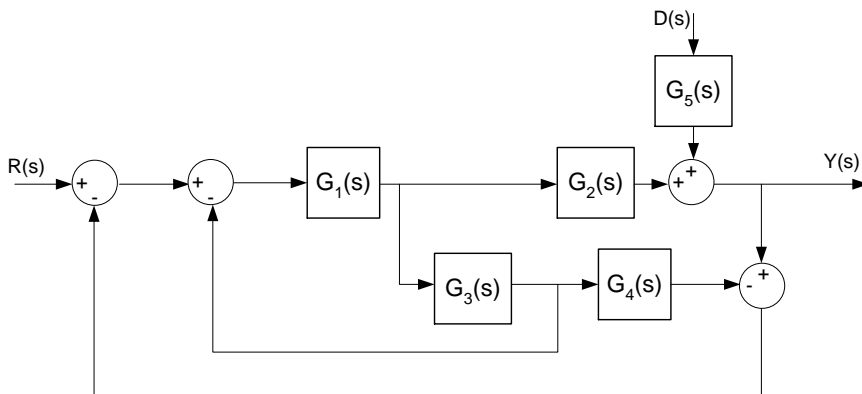 D(s)
G5(s)
R(s)
+
-
+
-
G1(s)
G2(s)
+
+
Y(s)
G3(s)
G4(s)
-
+